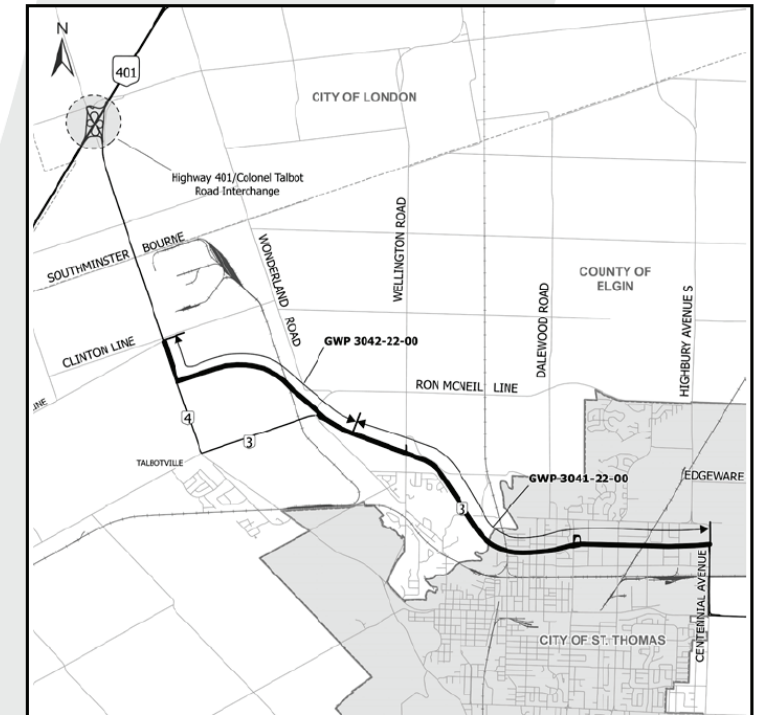 N
401
CITY OF LONDON
Highway 401/Colonel Talbot
Road Interchange
SOUTHMINSTER BOURNE
WONDERLAND ROAD
WELLINGTON ROAD
COUNTY OF
ELGIN
DALEWOOD ROAD
HIGHBURY AVENUE S
CLINTON LINE
GWP 3042-22-00
RON MCNEIL LINE
INE
4
3
TALBOTVILLE
GWP 3041-22-00
EDGEWARE
3
CENTENNIAL AVENUE
CITY OF ST. THOMAS